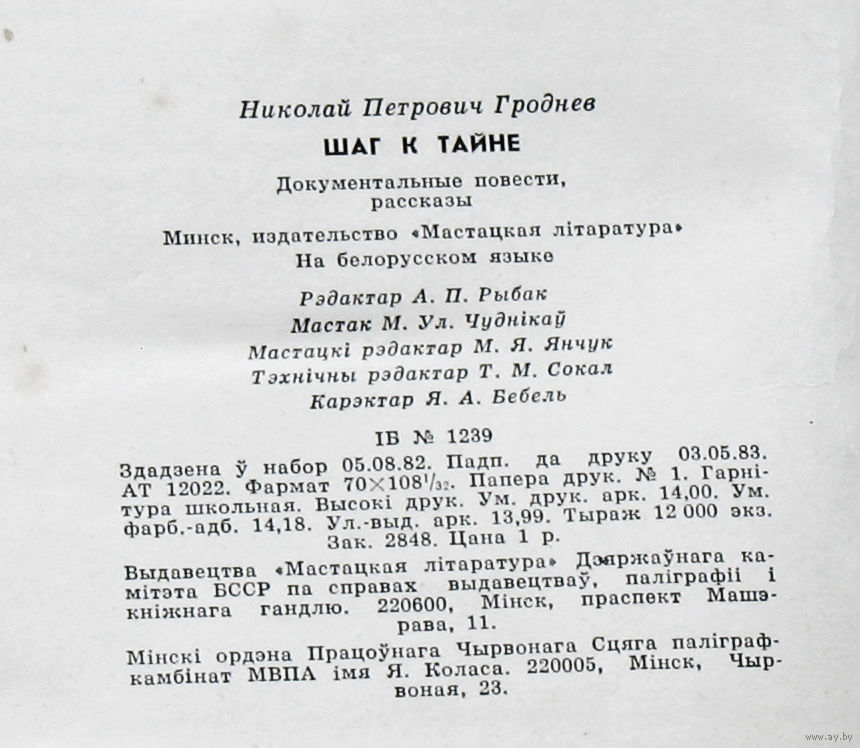 Николай Петрович Гроднев
ШАГ К ТАЙНЕ
Документальные повести,
рассказы
Минск, издательство «Мастацкая літаратура»
На белорусском языке
Рэдактар А. П. Рыбак
Мастак М. Ул. Чуднікаў
Мастацкі рэдактар М. Я. Янчук
Тэхнічны рэдактар Т. М. Сокал
Карэктар Я. А. Бебель
ІБ № 1239
Здадзена ў набор 05.08.82. Падп. да друку 03.05.83.
АТ 12022. Фармат 70×108¹/₃₂. Папера друк. № 1. Гарні-
тура школьная. Высокі друк. Ум. друк. арк. 14,00. Ум.
фарб.-адб. 14,18. Ул.-выд. арк. 13,99. Тыраж 12 000 экз.
Зак. 2848. Цана 1 р.
Выдавецтва «Мастацкая літаратура» Дзяржаўнага ка-
мітэта БССР па справах выдавецтваў, паліграфіі і
кніжнага гандлю. 220600, Мінск, праспект Машэ-
рава, 11.
Мінскі ордэна Працоўнага Чырвонага Сцяга паліграф-
камбінат МВПА імя Я. Коласа. 220005, Мінск, Чыр-
воная, 23.
www.ay.by